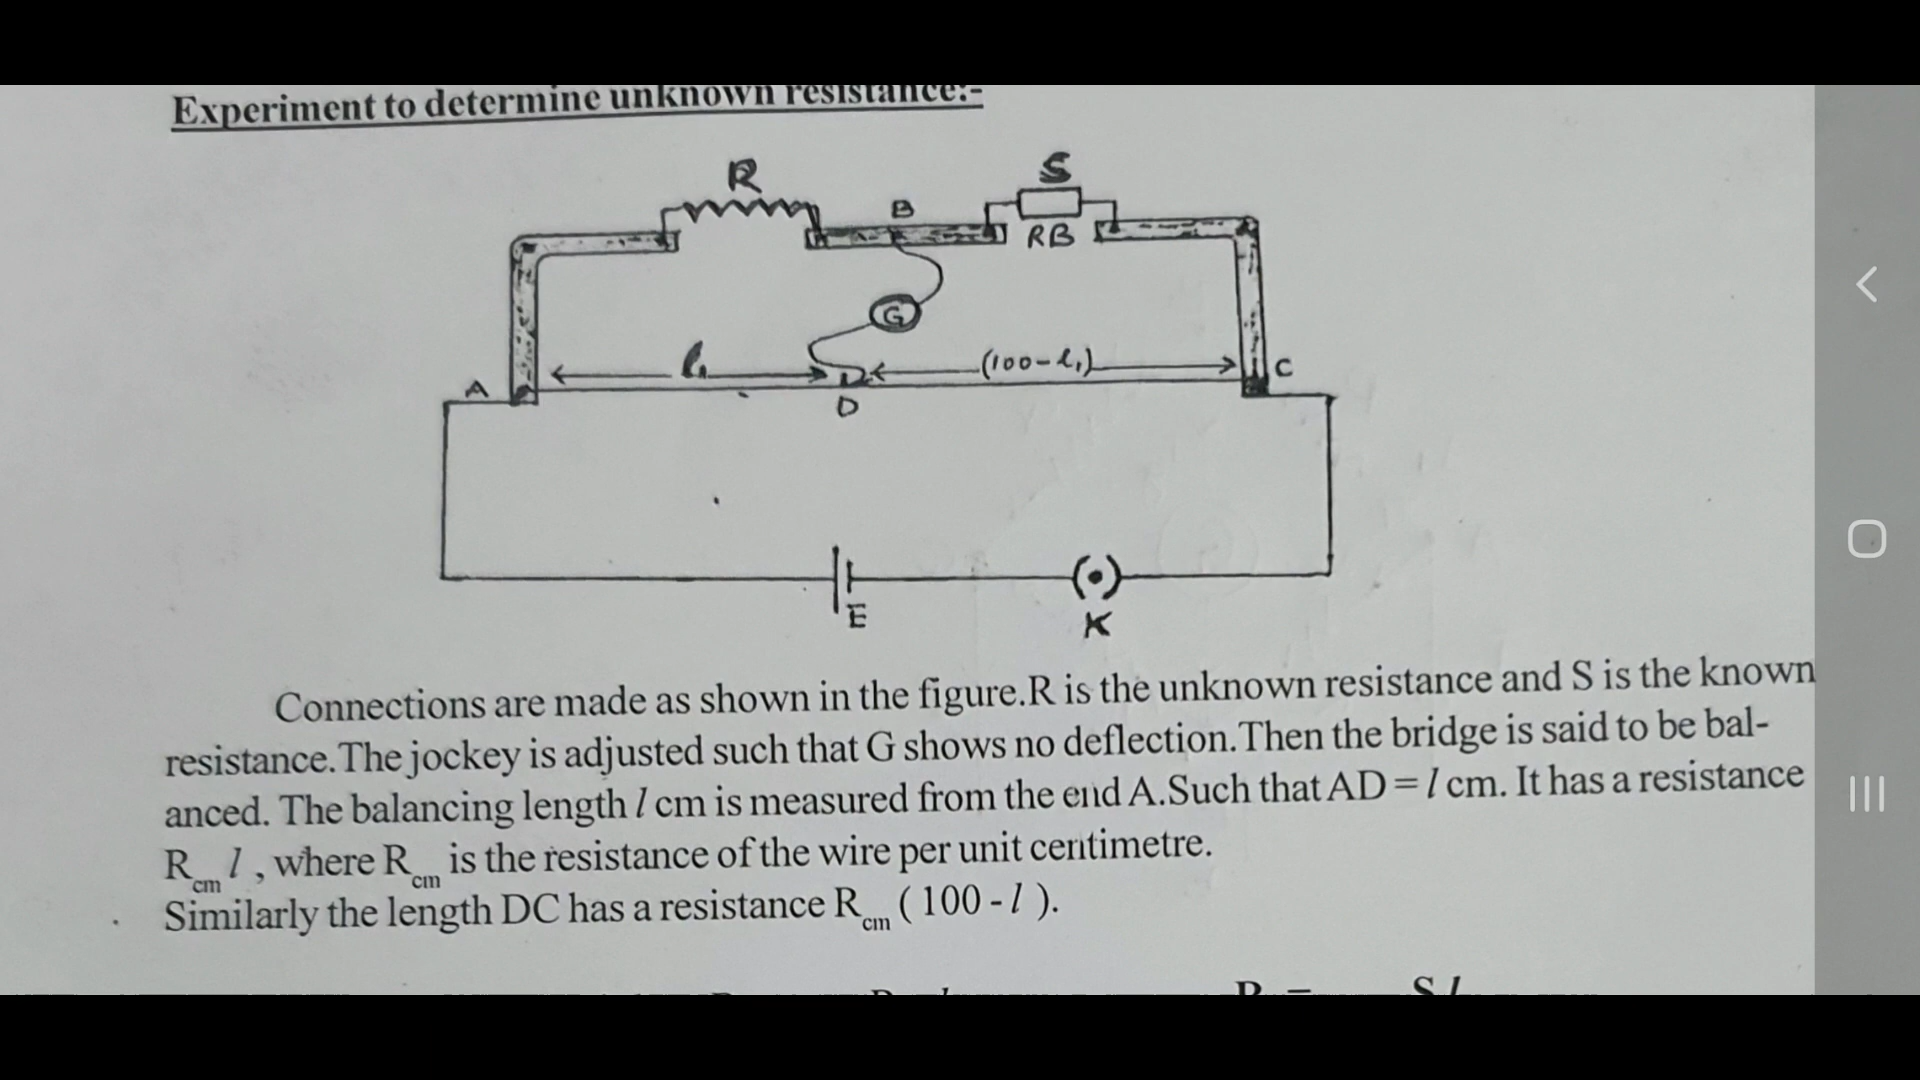 Experiment to determine unknown resistance:-
R
S
B
RB
G
l₁
(100-l₁)
A
D
C
E
K
Connections are made as shown in the figure.R is the unknown resistance and S is the known
resistance.The jockey is adjusted such that G shows no deflection.Then the bridge is said to be bal-
anced. The balancing length l cm is measured from the end A.Such that AD = l cm. It has a resistance
R cm l , where R cm is the resistance of the wire per unit centimetre.
Similarly the length DC has a resistance R cm ( 100 - l ).